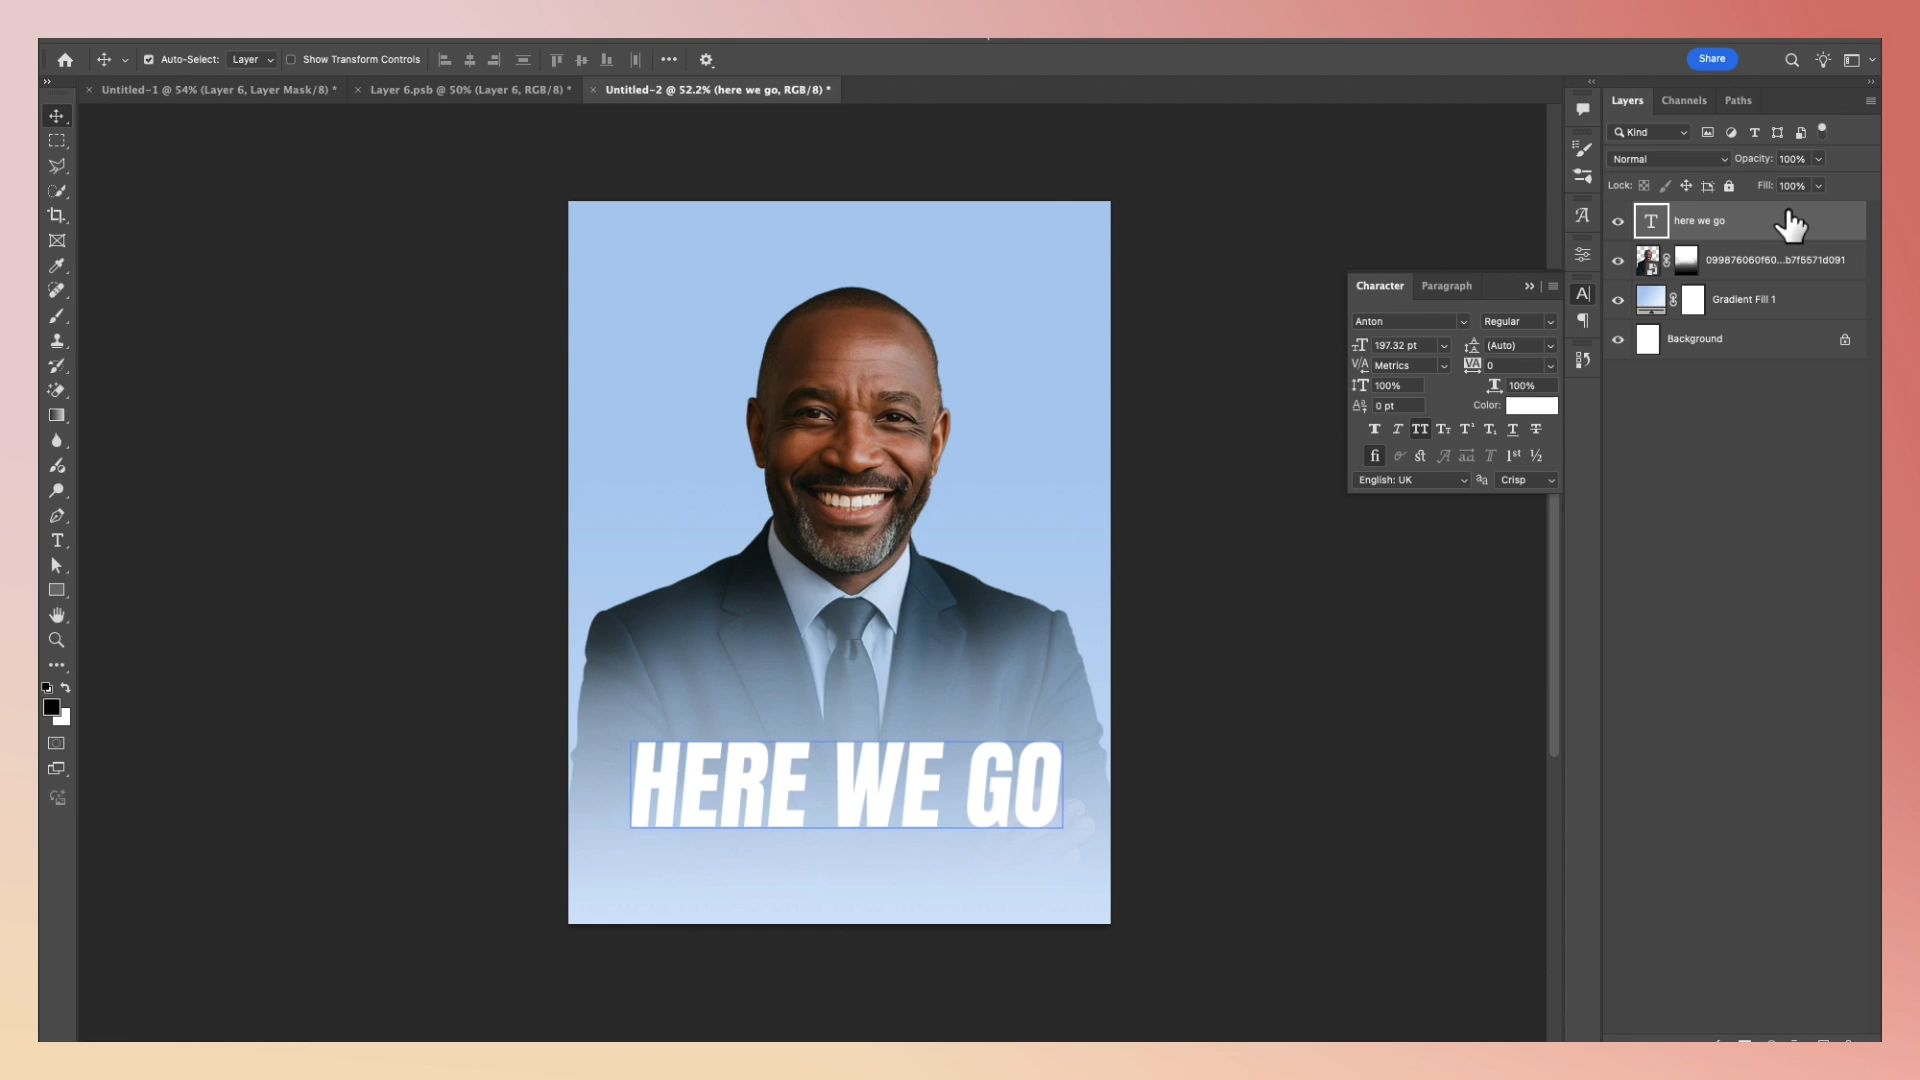 Auto-Select: Layer Show Transform Controls Share
Untitled-1 @ 54% (Layer 6, Layer Mask/8) *
Layer 6.psb @ 50% (Layer 6, RGB/8) *
Untitled-2 @ 52.2% (here we go, RGB/8) *
Layers Channels Paths
Kind
Normal Opacity: 100%
Lock: Fill: 100%
here we go
099876060f60...b7f5571d091
Gradient Fill 1
Background
Character Paragraph
Anton Regular
197.32 pt (Auto)
Metrics 0
100% 100%
0 pt Color:
English: UK Crisp
HERE WE GO